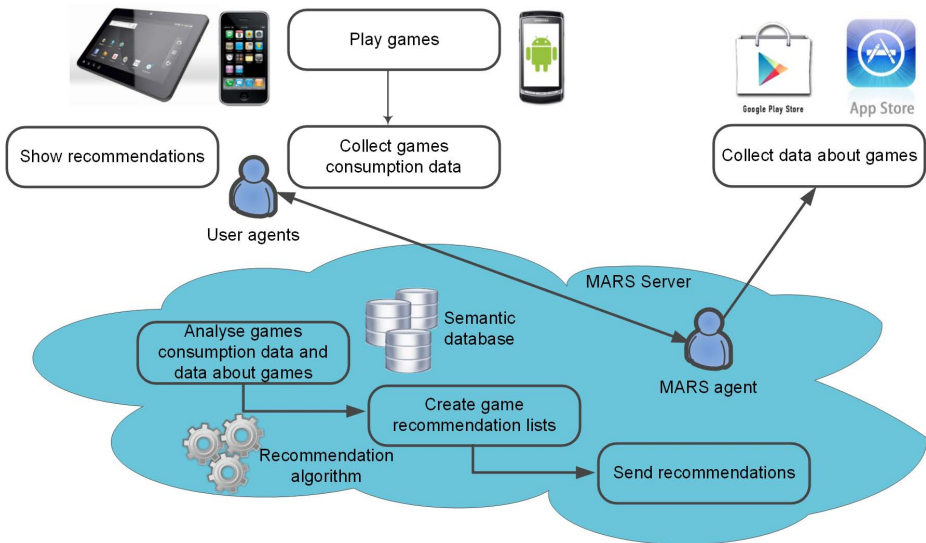 Play games
Google Play Store
App Store
Show recommendations
Collect games
consumption data
Collect data about games
User agents
MARS Server
Semantic
database
Analyse games
consumption data and
data about games
MARS agent
Create game
recommendation lists
Recommendation
algorithm
Send recommendations